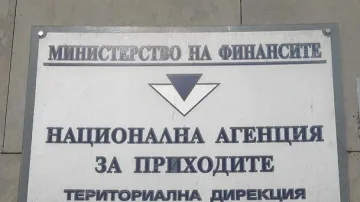 МИНИСТЕРСТВО НА ФИНАНСИТЕ
НАЦИОНАЛНА АГЕНЦИЯ
ЗА ПРИХОДИТЕ
ТЕРИТОРИАЛНА ДИРЕКЦИЯ